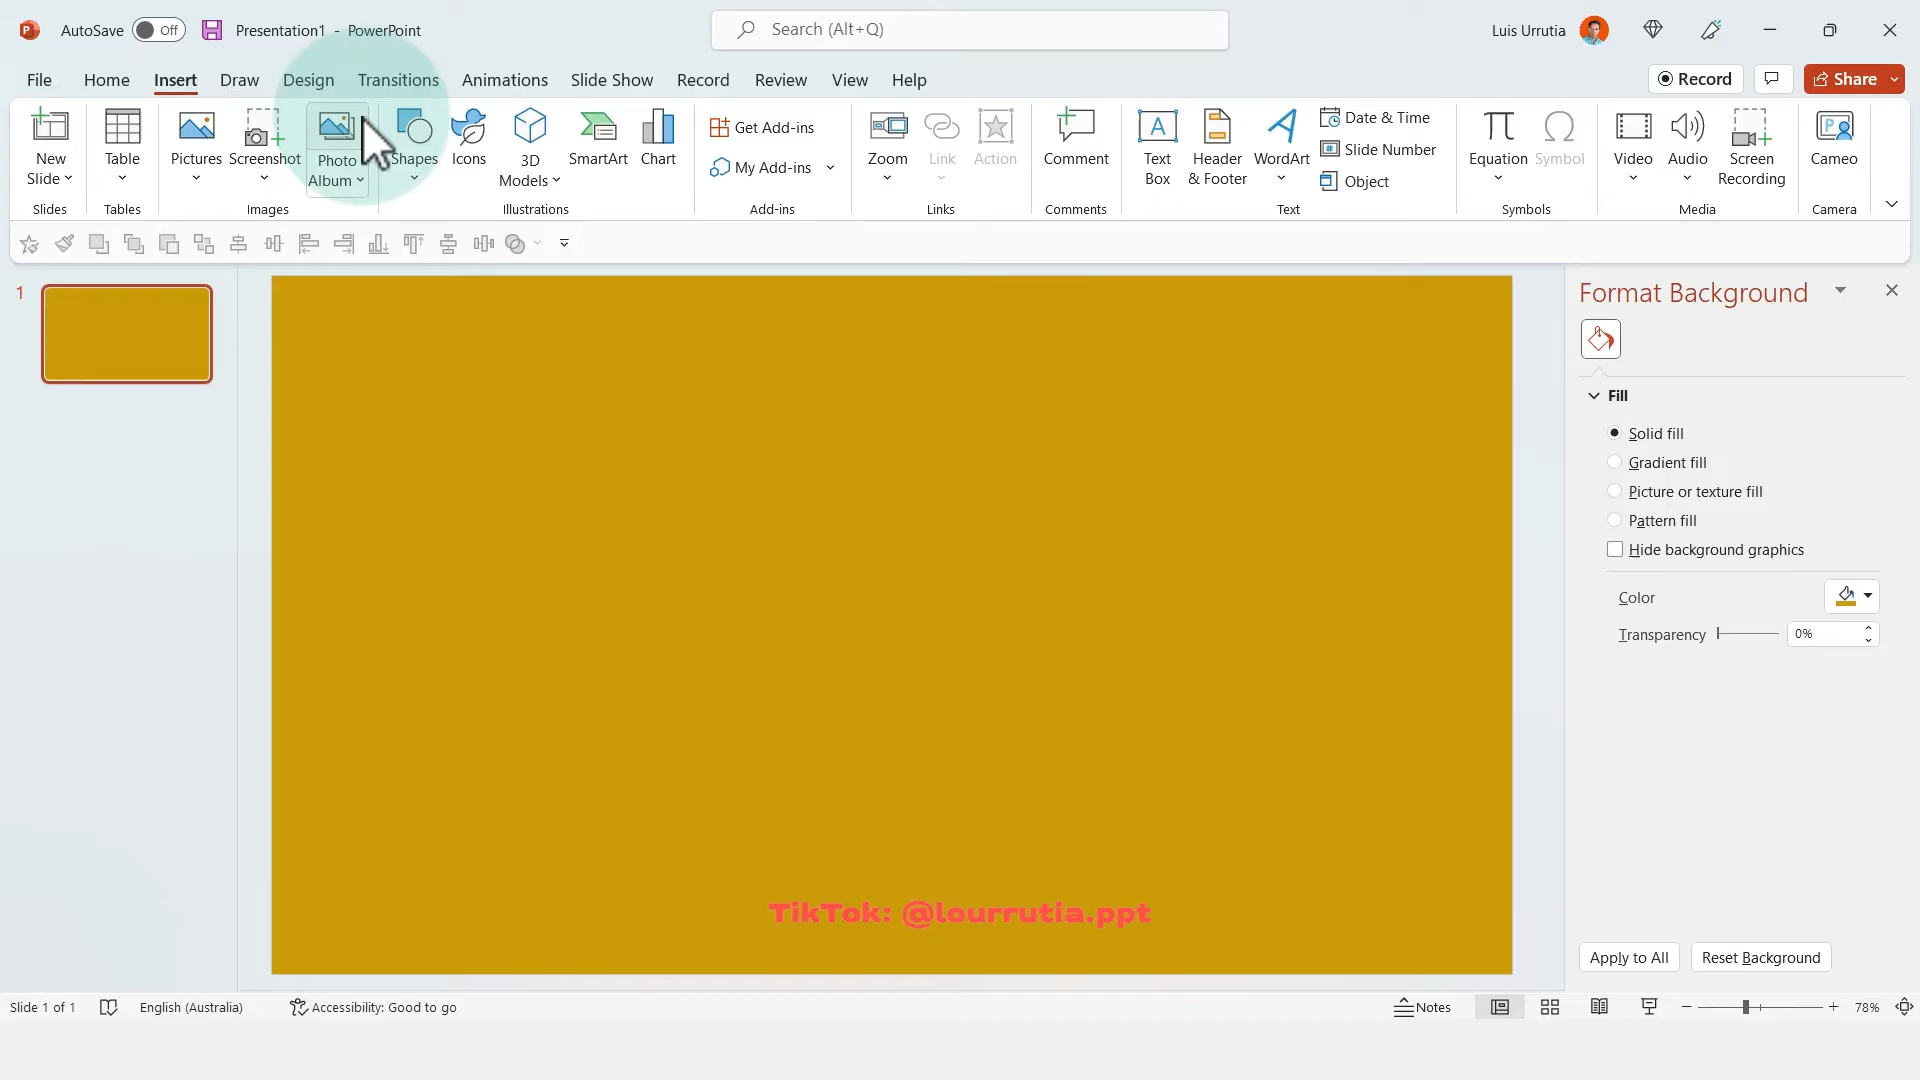 AutoSave Off Presentation1 - PowerPoint Search (Alt+Q) Luis Urrutia
File Home Insert Draw Design Transitions Animations Slide Show Record Review View Help Record Share
New Slide Table Pictures Screenshot Photo Album Shapes Icons 3D Models SmartArt Chart Get Add-ins My Add-ins Zoom Link Action Comment Text Box Header & Footer WordArt Date & Time Slide Number Object Equation Symbol Video Audio Screen Recording Cameo
Slides Tables Images Illustrations Add-ins Links Comments Text Symbols Media Camera
1
Format Background
Fill
Solid fill
Gradient fill
Picture or texture fill
Pattern fill
Hide background graphics
Color
Transparency 0%
TikTok: @lourrutia.ppt
Apply to All Reset Background
Slide 1 of 1 English (Australia) Accessibility: Good to go Notes 78%